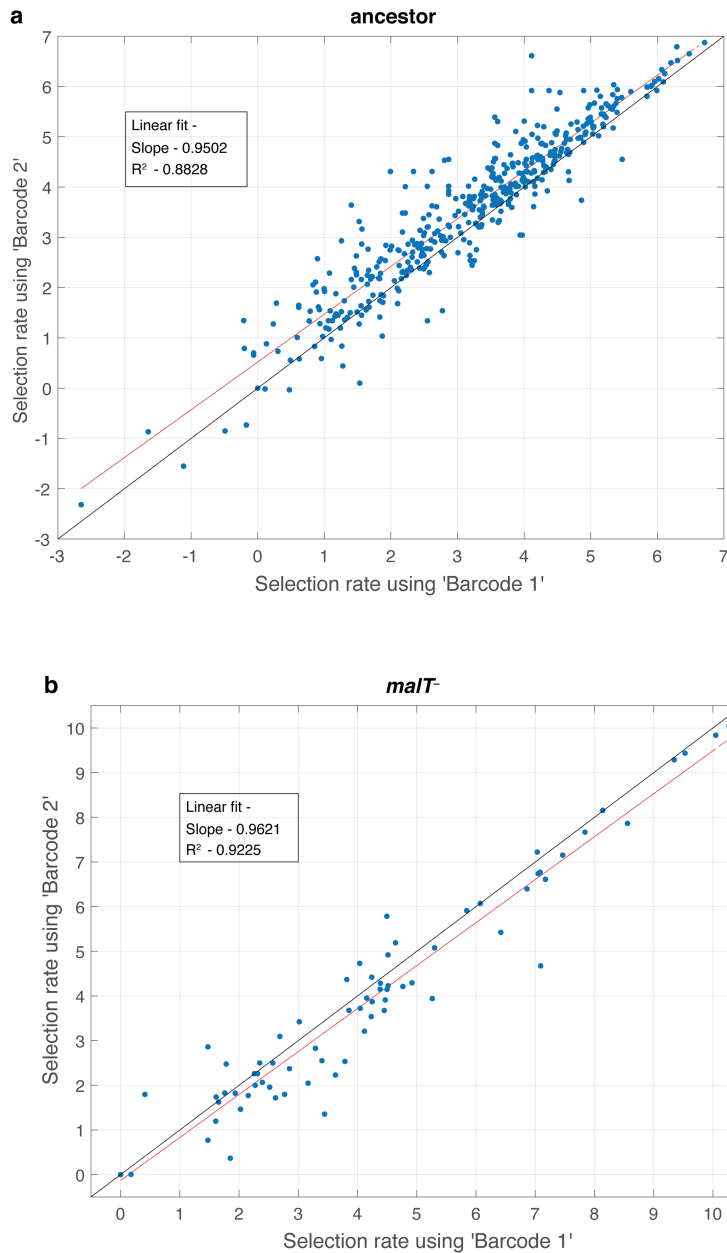 a
ancestor
7
6
5
4
3
2
1
0
-1
-2
-3
Selection rate using 'Barcode 2'
Linear fit -
Slope - 0.9502
R² - 0.8828
-3 -2 -1 0 1 2 3 4 5 6 7
Selection rate using 'Barcode 1'
b
malT⁻
10
9
8
7
6
5
4
3
2
1
0
Selection rate using 'Barcode 2'
Linear fit -
Slope - 0.9621
R² - 0.9225
0 1 2 3 4 5 6 7 8 9 10
Selection rate using 'Barcode 1'